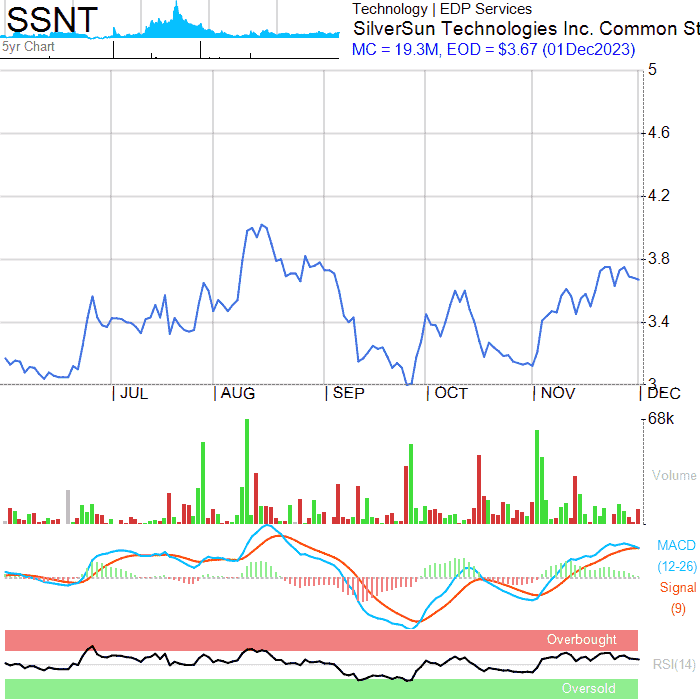 SSNT
5yr Chart
Technology | EDP Services
SilverSun Technologies Inc. Common St
MC = 19.3M, EOD = $3.67 (01Dec2023)
5
4.6
4.2
3.8
3.4
3
JUL AUG SEP OCT NOV DEC
68k
Volume
MACD
(12-26)
Signal
(9)
Overbought
RSI(14)
Oversold